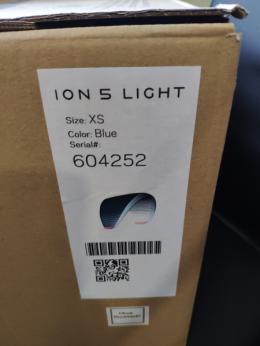 ION 5 LIGHT
Size: XS
Color: Blue
Serial#:
604252